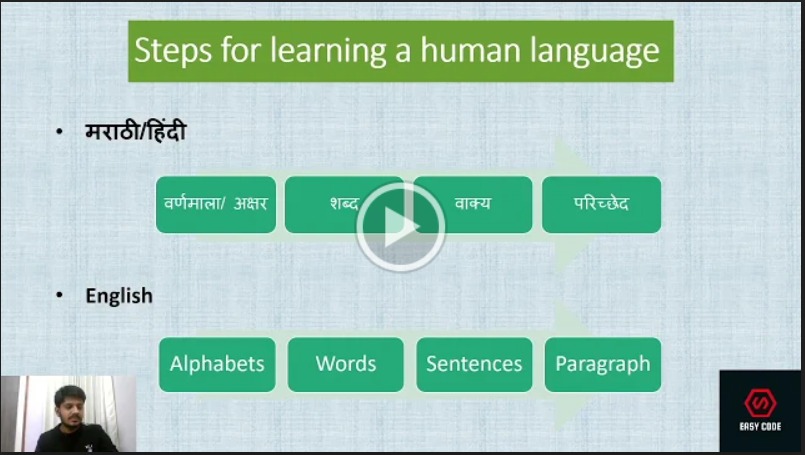 Steps for learning a human language
• मराठी/हिंदी
वर्णमाला/ अक्षर
शब्द
वाक्य
परिच्छेद
• English
Alphabets
Words
Sentences
Paragraph
EASY CODE